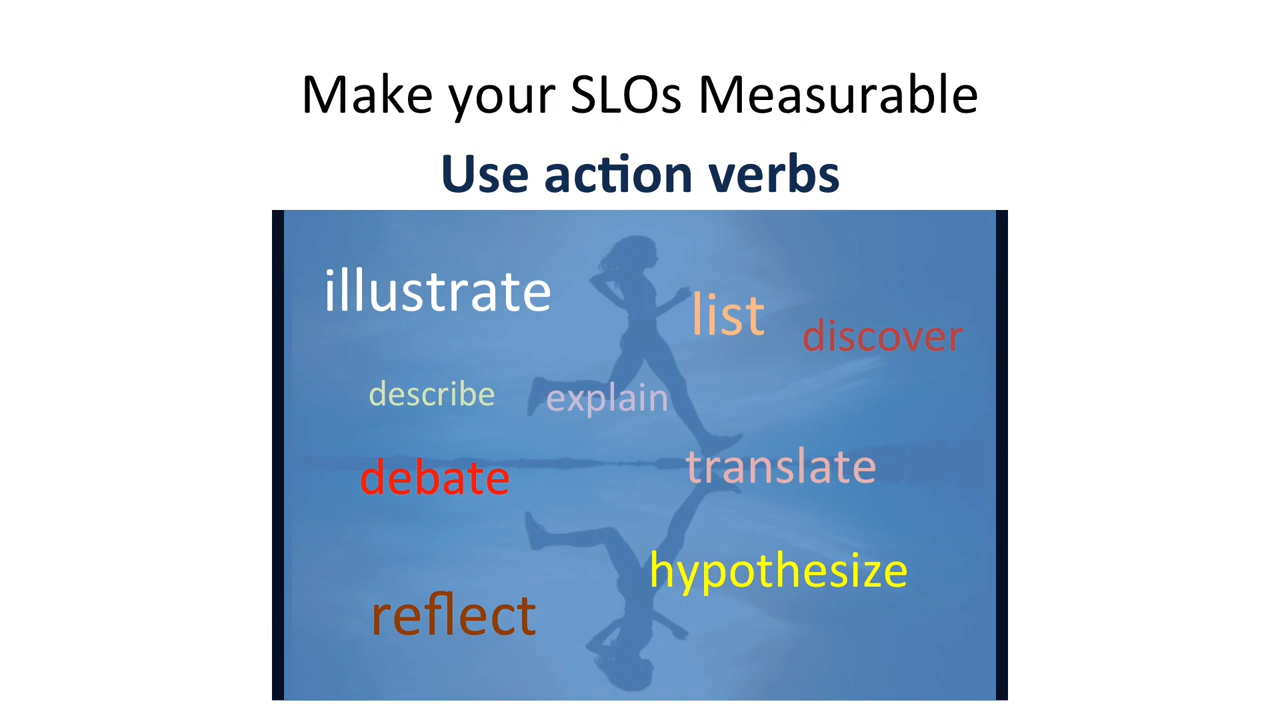 Make your SLOs Measurable
Use action verbs
illustrate
list
discover
describe
explain
debate
translate
hypothesize
reflect